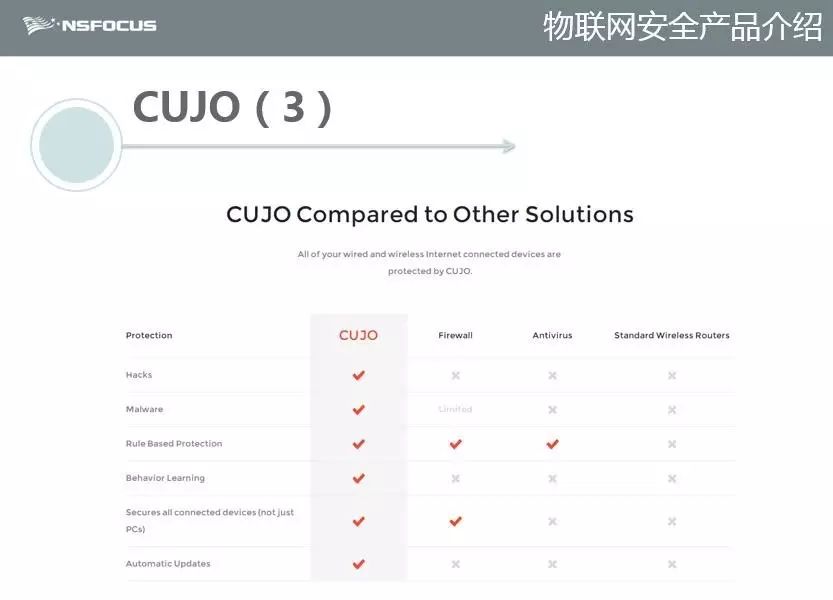 NSFOCUS
物联网安全产品介绍
CUJO（3）
CUJO Compared to Other Solutions
All of your wired and wireless Internet connected devices are
protected by CUJO.
Protection CUJO Firewall Antivirus Standard Wireless Routers
Hacks ✔ ✖ ✖ ✖
Malware ✔ Limited ✖ ✖
Rule Based Protection ✔ ✔ ✔ ✖
Behavior Learning ✔ ✖ ✖ ✖
Secures all connected devices (not just
PCs) ✔ ✔ ✖ ✖
Automatic Updates ✔ ✖ ✖ ✖